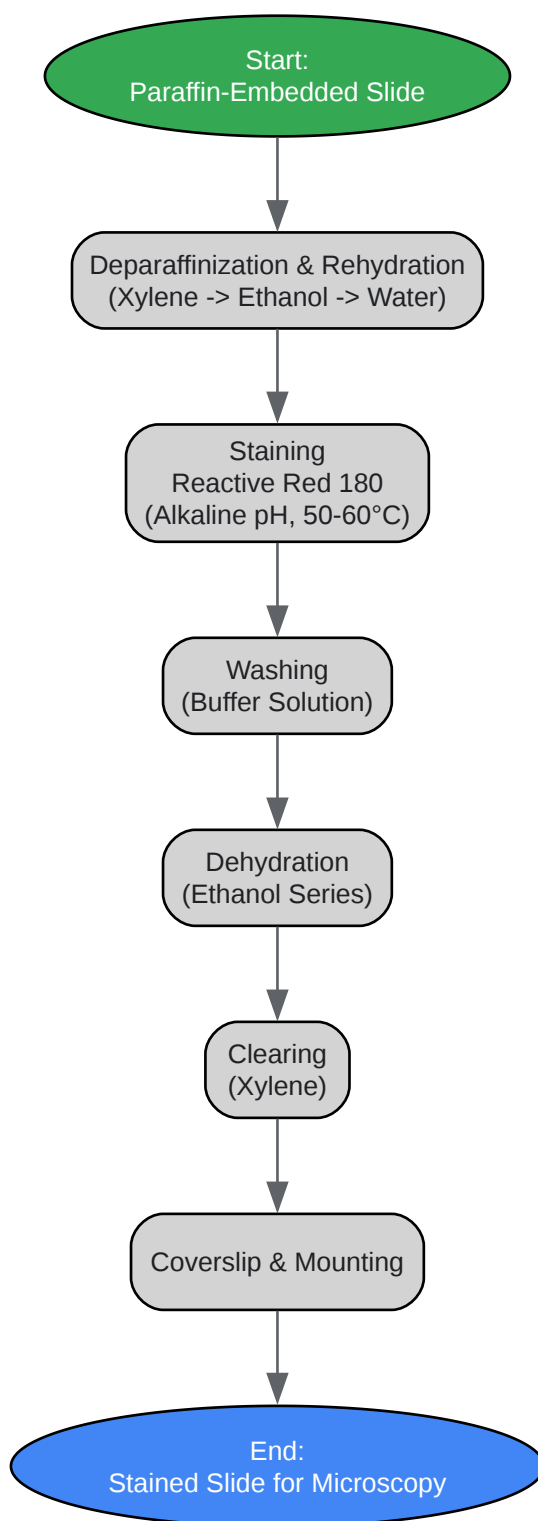 Start:
Paraffin-Embedded Slide
Deparaffinization & Rehydration
(Xylene -> Ethanol -> Water)
Staining
Reactive Red 180
(Alkaline pH, 50-60°C)
Washing
(Buffer Solution)
Dehydration
(Ethanol Series)
Clearing
(Xylene)
Coverslip & Mounting
End:
Stained Slide for Microscopy